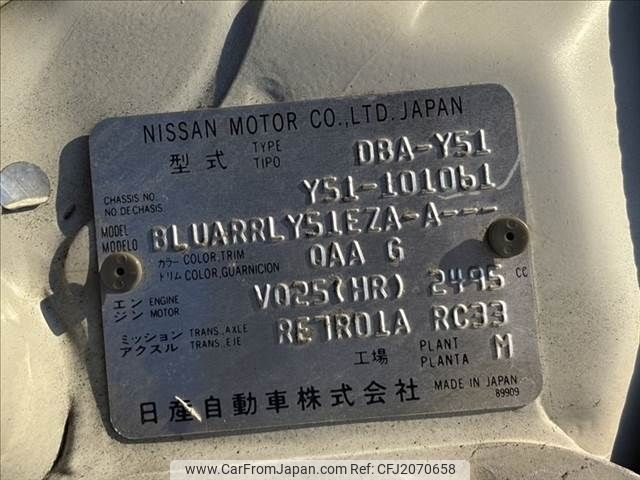 NISSAN MOTOR CO.,LTD. JAPAN
型式 TYPE TIPO DBA-Y51
CHASSIS NO. NO DE CHASIS Y51-101061
MODEL MODELO BLUARRLY51EZA-A---
カラー COLOR,TRIM
トリム COLOR,GUARNICION QAA G
エンジン ENGINE MOTOR VQ25(HR) 2495 CC
ミッション TRANS.,AXLE
アクスル TRANS.,EJE RE7R01A RC33
工場 PLANT PLANTA M
日産自動車株式会社 MADE IN JAPAN
89909
www.CarFromJapan.com - CFJ2070658